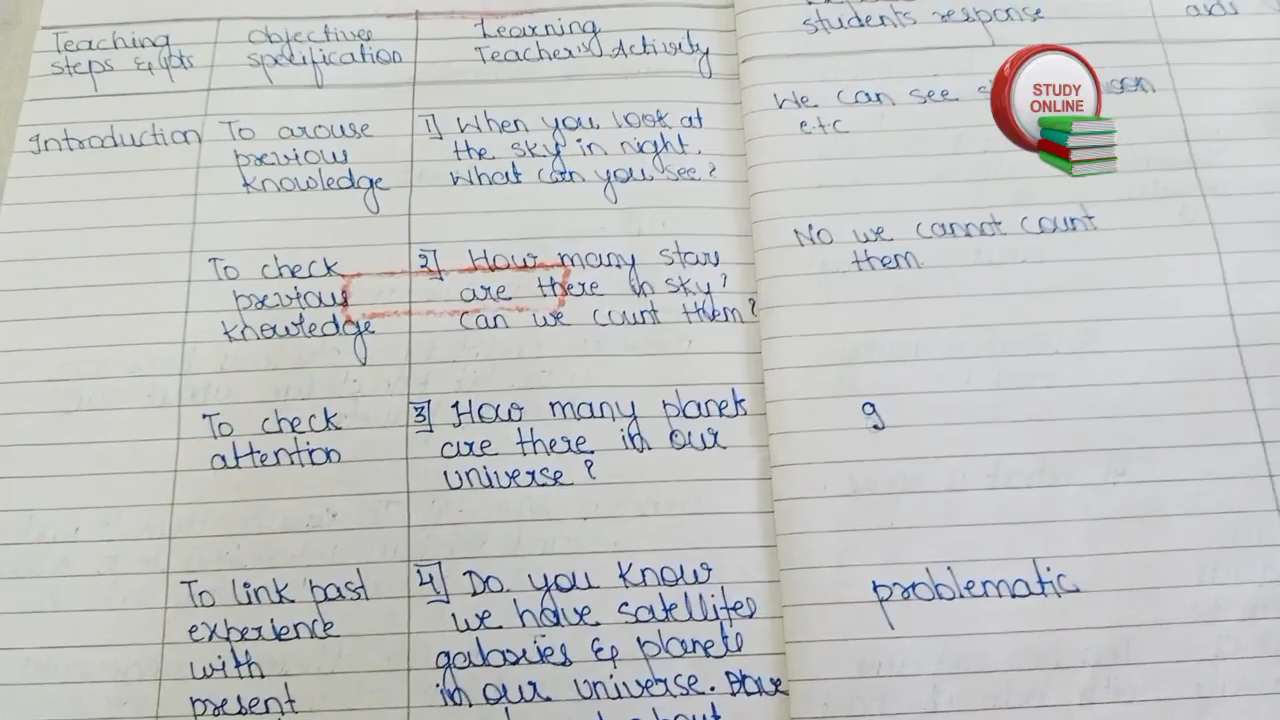 Teaching steps & pts
Objectives specification
Learning Teacher's Activity
students response
aids
Introduction
To arouse
previous
knowledge
1] When you look at
the sky in night.
What can you see?
We can see
etc
To check
previous
knowledge
2] How many stars
are there in sky?
can we count them?
No we cannot count
them.
To check
attention
3] How many planets
are there in our
universe?
9
To link past
experience
with
present
4] Do you know
we have satellites
galaxies & planets
in our universe.
problematic
STUDY
ONLINE